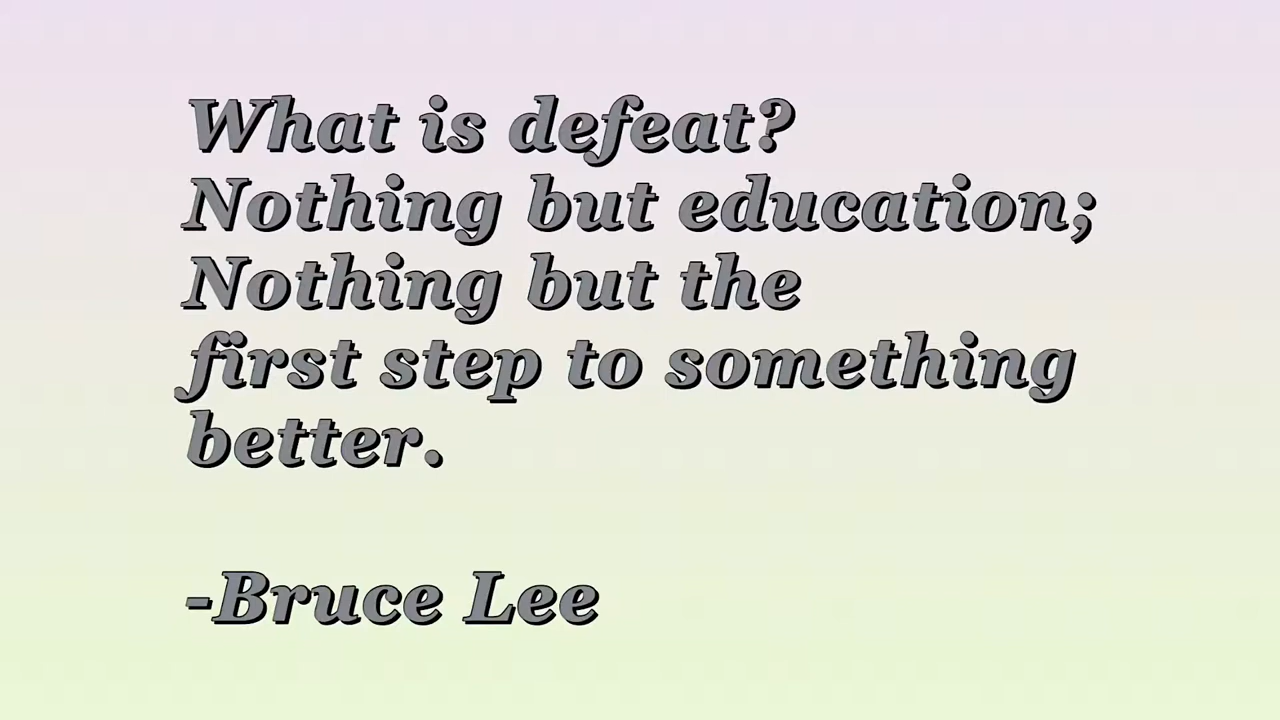 What is defeat?
Nothing but education;
Nothing but the
first step to something
better.
-Bruce Lee